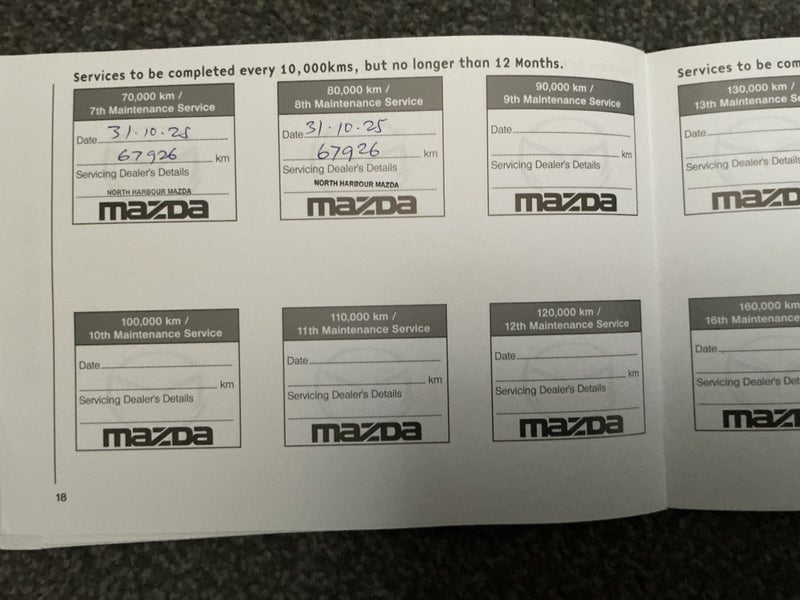 Services to be completed every 10,000kms, but no longer than 12 Months.
70,000 km /
7th Maintenance Service
Date 31.10.25
67926 km
Servicing Dealer's Details
NORTH HARBOUR MAZDA
mazda
80,000 km /
8th Maintenance Service
Date 31.10.25
67926 km
Servicing Dealer's Details
NORTH HARBOUR MAZDA
mazda
90,000 km /
9th Maintenance Service
Date
km
Servicing Dealer's Details
mazda
100,000 km /
10th Maintenance Service
Date
km
Servicing Dealer's Details
mazda
110,000 km /
11th Maintenance Service
Date
km
Servicing Dealer's Details
mazda
120,000 km /
12th Maintenance Service
Date
km
Servicing Dealer's Details
mazda
18
Services to be com
130,000 km /
13th Maintenance Se
Date
Servicing Dealer's Deta
mazd
160,000 km
16th Maintenance
Date
Servicing Dealer's Deta
mazd